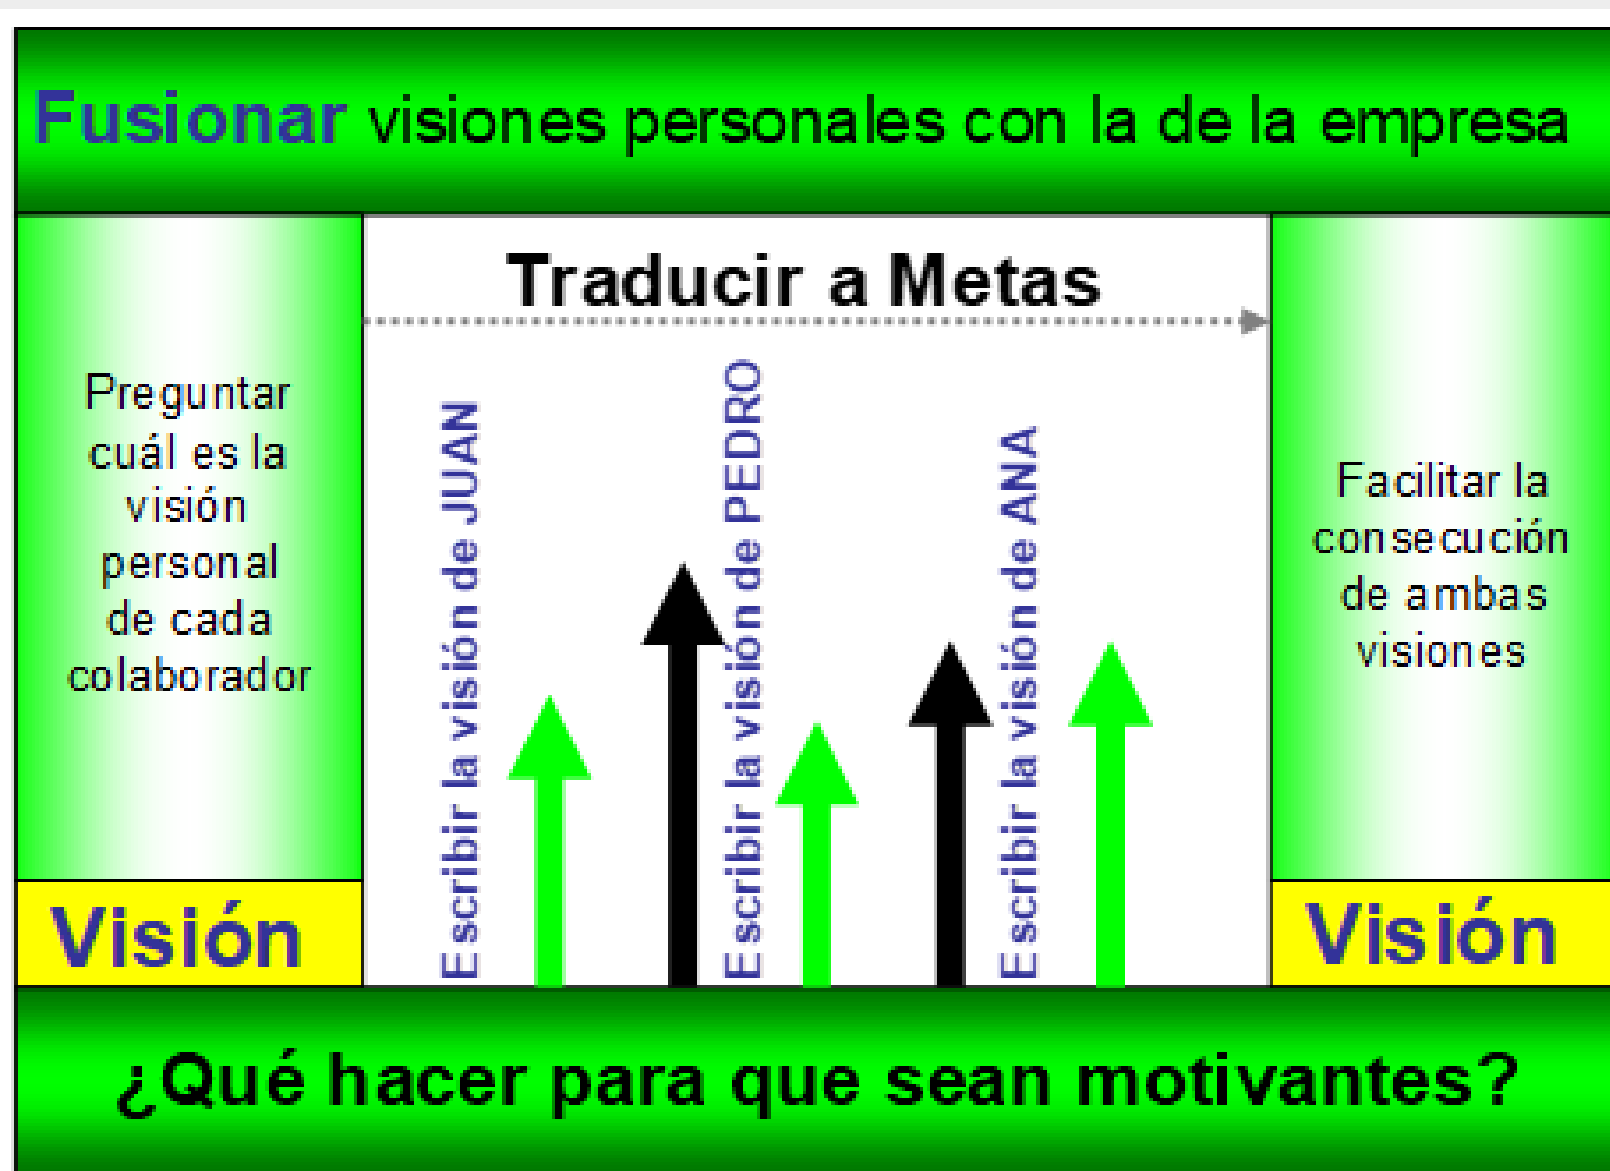 Fusionar visiones personales con la de la empresa
Traducir a Metas
Preguntar
cuál es la
visión
personal
de cada
colaborador
Visión
Escribir la visión de JUAN
Escribir la visión de PEDRO
Escribir la visión de ANA
Facilitar la
consecución
de ambas
visiones
Visión
¿Qué hacer para que sean motivantes?